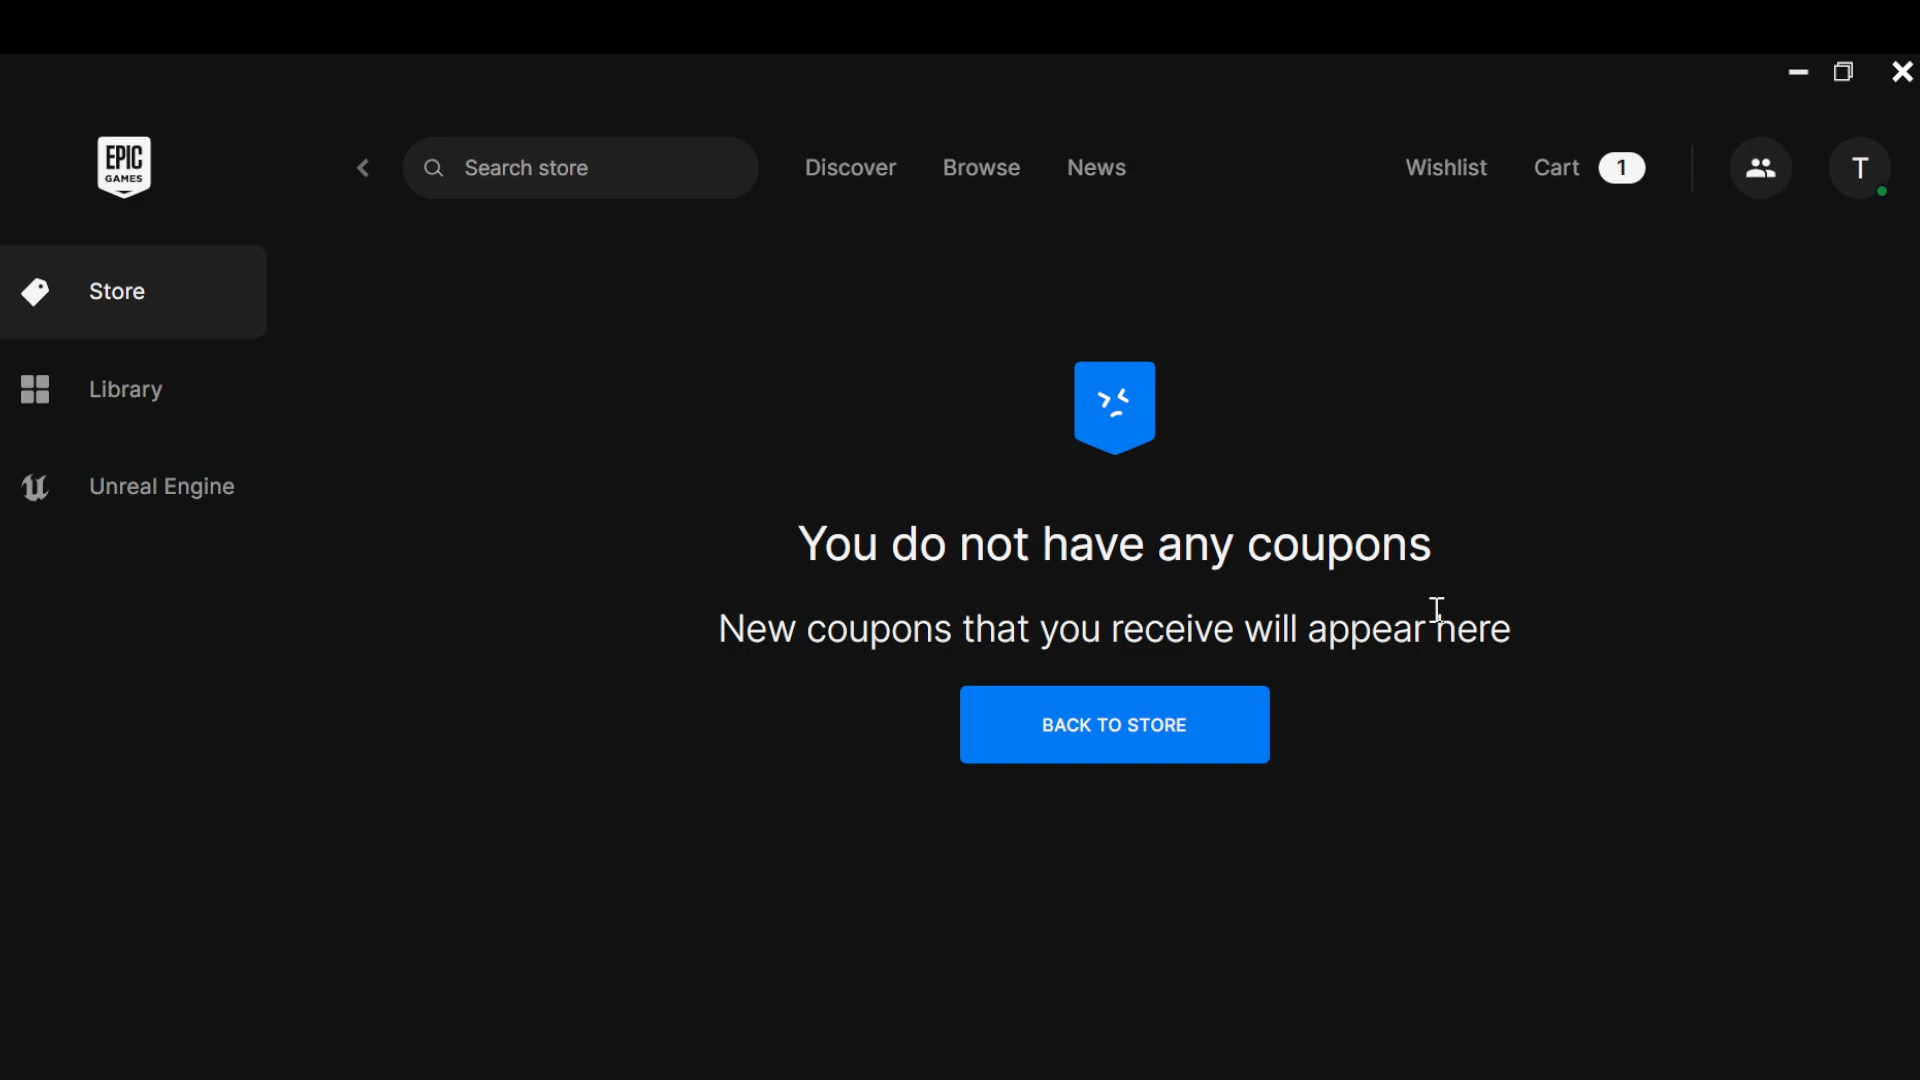 EPIC
GAMES
Search store
Discover
Browse
News
Wishlist
Cart 1
T
Store
Library
Unreal Engine
You do not have any coupons
New coupons that you receive will appear here
BACK TO STORE